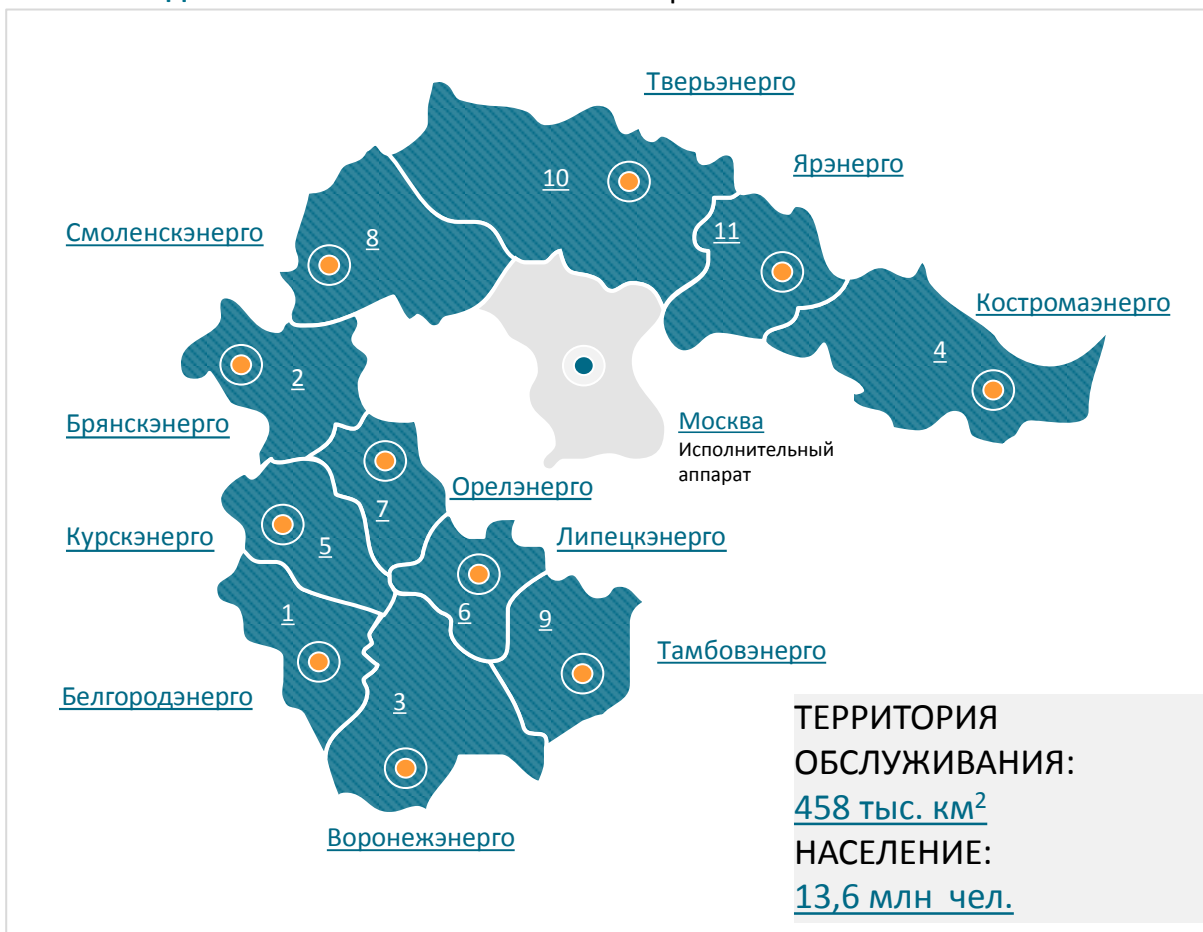 Тверьэнерго
Ярэнерго
10
11
Смоленскэнерго
8
Костромаэнерго
4
2
Брянскэнерго
Москва
Исполнительный
аппарат
Орелэнерго
7
Курскэнерго
5
Липецкэнерго
6
1
9
Тамбовэнерго
Белгородэнерго
3
Воронежэнерго
ТЕРРИТОРИЯ
ОБСЛУЖИВАНИЯ:
458 тыс. км²
НАСЕЛЕНИЕ:
13,6 млн чел.